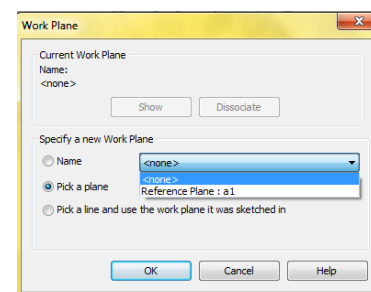 Work Plane
Current Work Plane
Name:
<none>
Show Dissociate
Specify a new Work Plane
Name <none>
<none>
Pick a plane Reference Plane : a1
Pick a line and use the work plane it was sketched in
OK Cancel Help